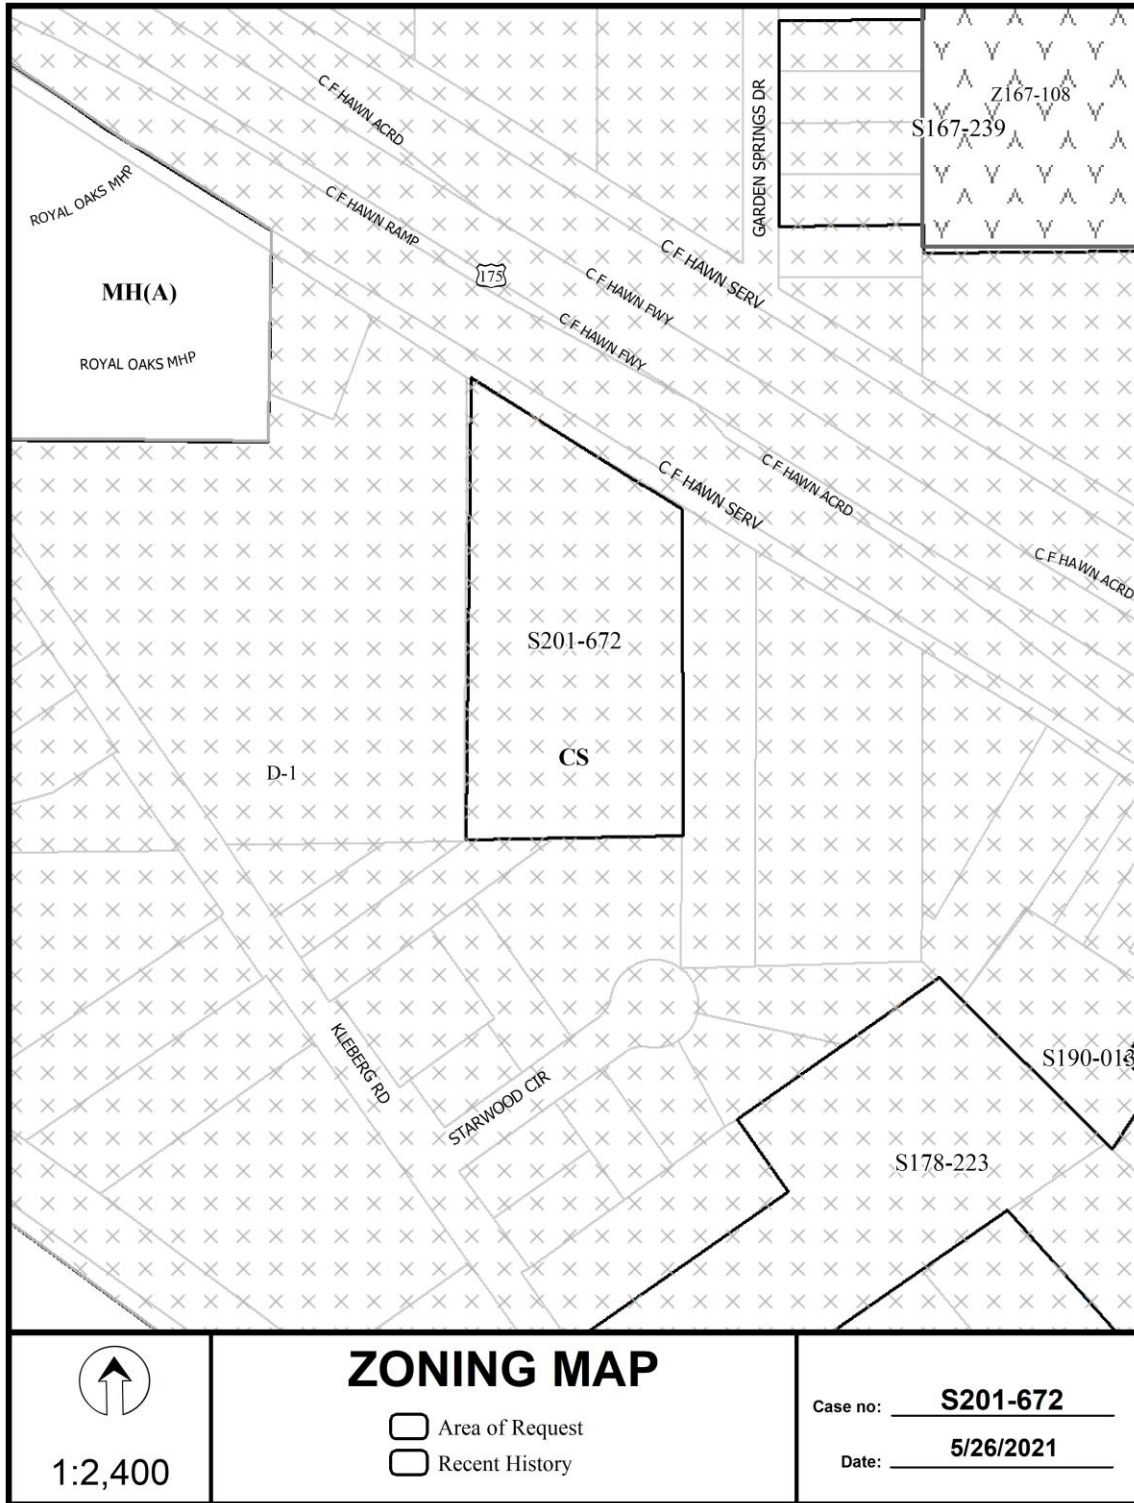 C F HAWN ACRD
Z167-108
S167-239
GARDEN SPRINGS DR
ROYAL OAKS MHP
C F HAWN RAMP
175
C F HAWN SERV
C F HAWN FWY
MH(A)
C F HAWN FWY
ROYAL OAKS MHP
C F HAWN SERV
C F HAWN ACRD
C F HAWN ACRD
S201-672
CS
D-1
KLEBERG RD
STARWOOD CIR
S190-013
S178-223
1:2,400
ZONING MAP
Area of Request
Recent History
Case no: S201-672
Date: 5/26/2021